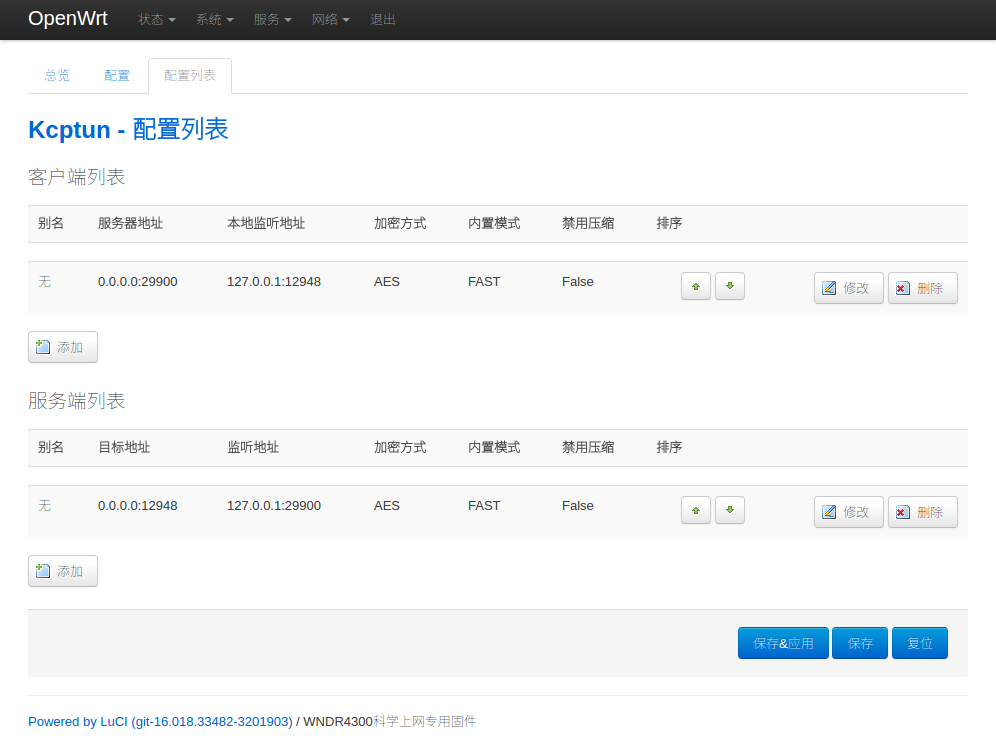 OpenWrt 状态 系统 服务 网络 退出
总览 配置 配置列表
Kcptun - 配置列表
客户端列表
别名 服务器地址 本地监听地址 加密方式 内置模式 禁用压缩 排序
无 0.0.0.0:29900 127.0.0.1:12948 AES FAST False 修改 删除
添加
服务端列表
别名 目标地址 监听地址 加密方式 内置模式 禁用压缩 排序
无 0.0.0.0:12948 127.0.0.1:29900 AES FAST False 修改 删除
添加
保存&应用 保存 复位
Powered by LuCI (git-16.018.33482-3201903) / WNDR4300科学上网专用固件